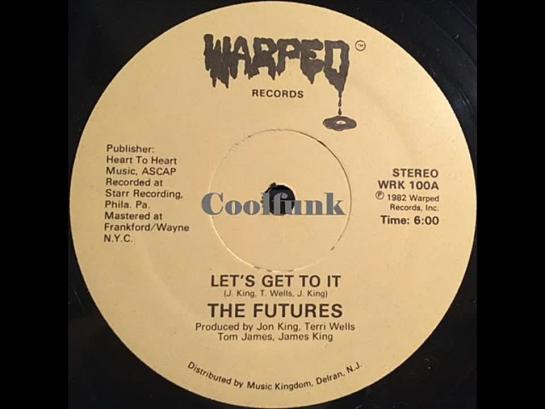 WARPED
RECORDS
Publisher:
Heart To Heart
Music, ASCAP
Recorded at
Starr Recording,
Phila. Pa.
Mastered at
Frankford/Wayne
N.Y.C.
STEREO
WRK 100A
℗ 1982 Warped
Records, Inc.
Time: 6:00
Coolfunk
LET'S GET TO IT
(J. King, T. Wells, J. King)
THE FUTURES
Produced by Jon King, Terri Wells
Tom James, James King
Distributed by Music Kingdom, Delran, N.J.